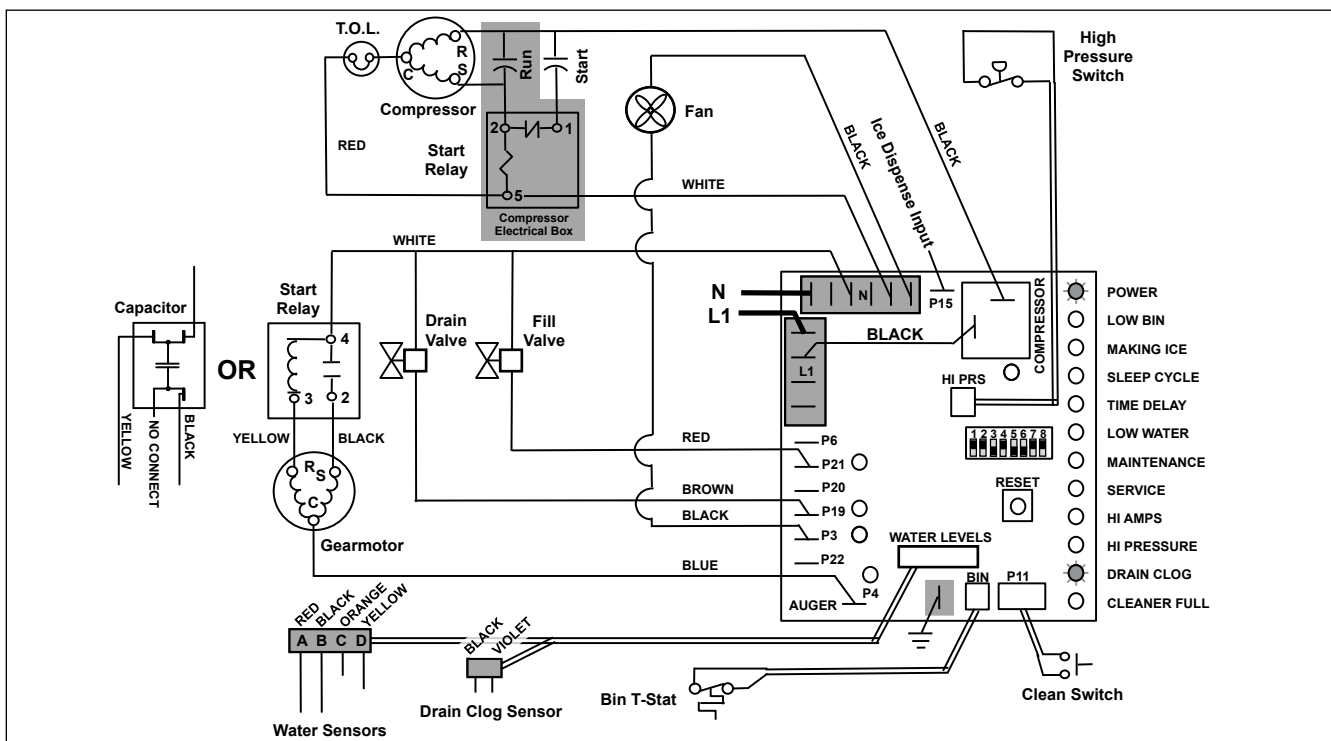 T.O.L.
R
S
C
Compressor
Run
Start
2
1
Start
Relay
5
Compressor
Electrical Box
RED
WHITE
Fan
BLACK
Ice Dispense Input
BLACK
High
Pressure
Switch
WHITE
Capacitor
YELLOW
NO CONNECT
BLACK
OR
Start
Relay
4
3
2
YELLOW
BLACK
R
S
C
Gearmotor
Drain
Valve
Fill
Valve
N
L1
N
P15
BLACK
L1
COMPRESSOR
HI PRS
1 2 3 4 5 6 7 8
RESET
RED
P6
P21
P20
BROWN
P19
BLACK
P3
P22
BLUE
P4
AUGER
WATER LEVELS
BIN
P11
POWER
LOW BIN
MAKING ICE
SLEEP CYCLE
TIME DELAY
LOW WATER
MAINTENANCE
SERVICE
HI AMPS
HI PRESSURE
DRAIN CLOG
CLEANER FULL
RED
BLACK
ORANGE
YELLOW
A B C D
Water Sensors
BLACK
VIOLET
Drain Clog Sensor
Bin T-Stat
Clean Switch